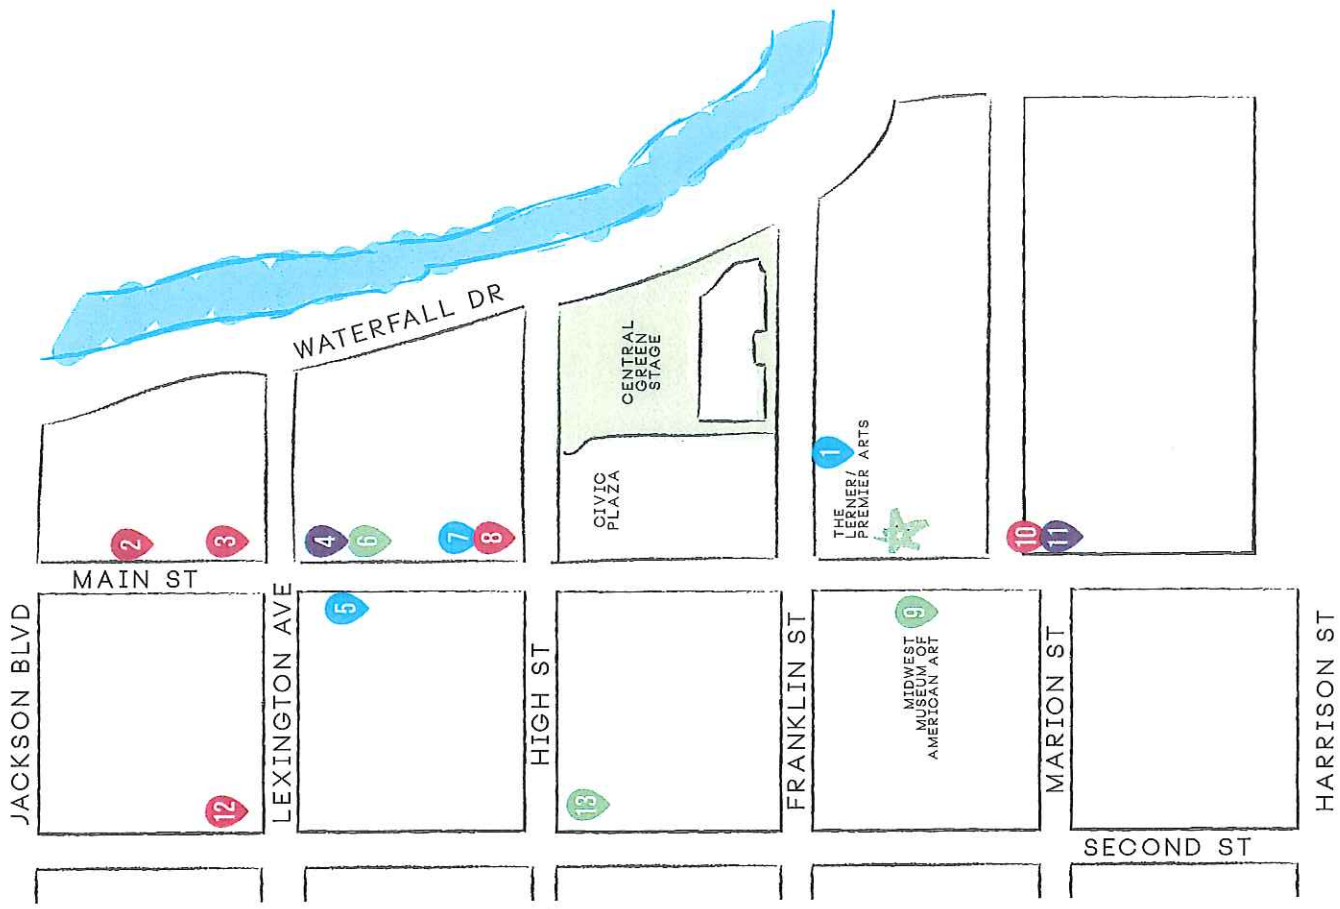 WATERFALL DR
CENTRAL
GREEN
STAGE
CIVIC
PLAZA
1
THE
LERNER/
PREMIER ARTS
2
3
4
6
7
8
10
11
MAIN ST
5
9
JACKSON BLVD
LEXINGTON AVE
HIGH ST
FRANKLIN ST
MIDWEST
MUSEUM OF
AMERICAN ART
MARION ST
HARRISON ST
12
13
SECOND ST